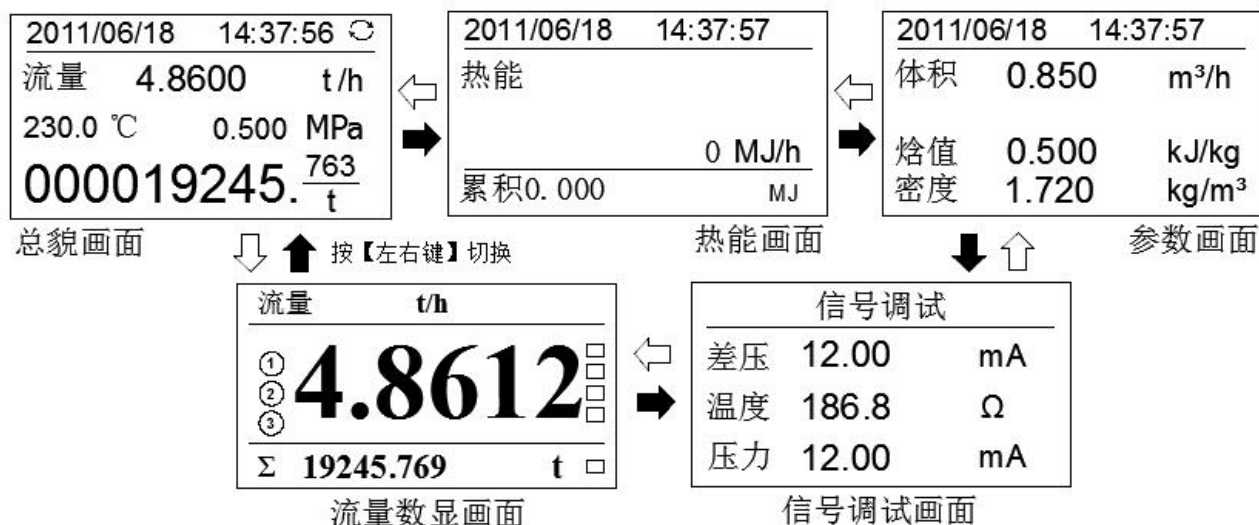 2011/06/18 14:37:56
流量 4.8600 t/h
230.0 ℃ 0.500 MPa
000019245. 763
t
总貌画面
2011/06/18 14:37:57
热能
0 MJ/h
累积0.000 MJ
热能画面
2011/06/18 14:37:57
体积 0.850 m³/h
焓值 0.500 kJ/kg
密度 1.720 kg/m³
参数画面
按【左右键】切换
流量 t/h
①
②
③
4.8612
Σ 19245.769 t
流量数显画面
信号调试
差压 12.00 mA
温度 186.8 Ω
压力 12.00 mA
信号调试画面